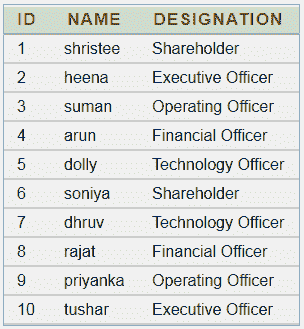 ID NAME DESIGNATION
1 shristee Shareholder
2 heena Executive Officer
3 suman Operating Officer
4 arun Financial Officer
5 dolly Technology Officer
6 soniya Shareholder
7 dhruv Technology Officer
8 rajat Financial Officer
9 priyanka Operating Officer
10 tushar Executive Officer